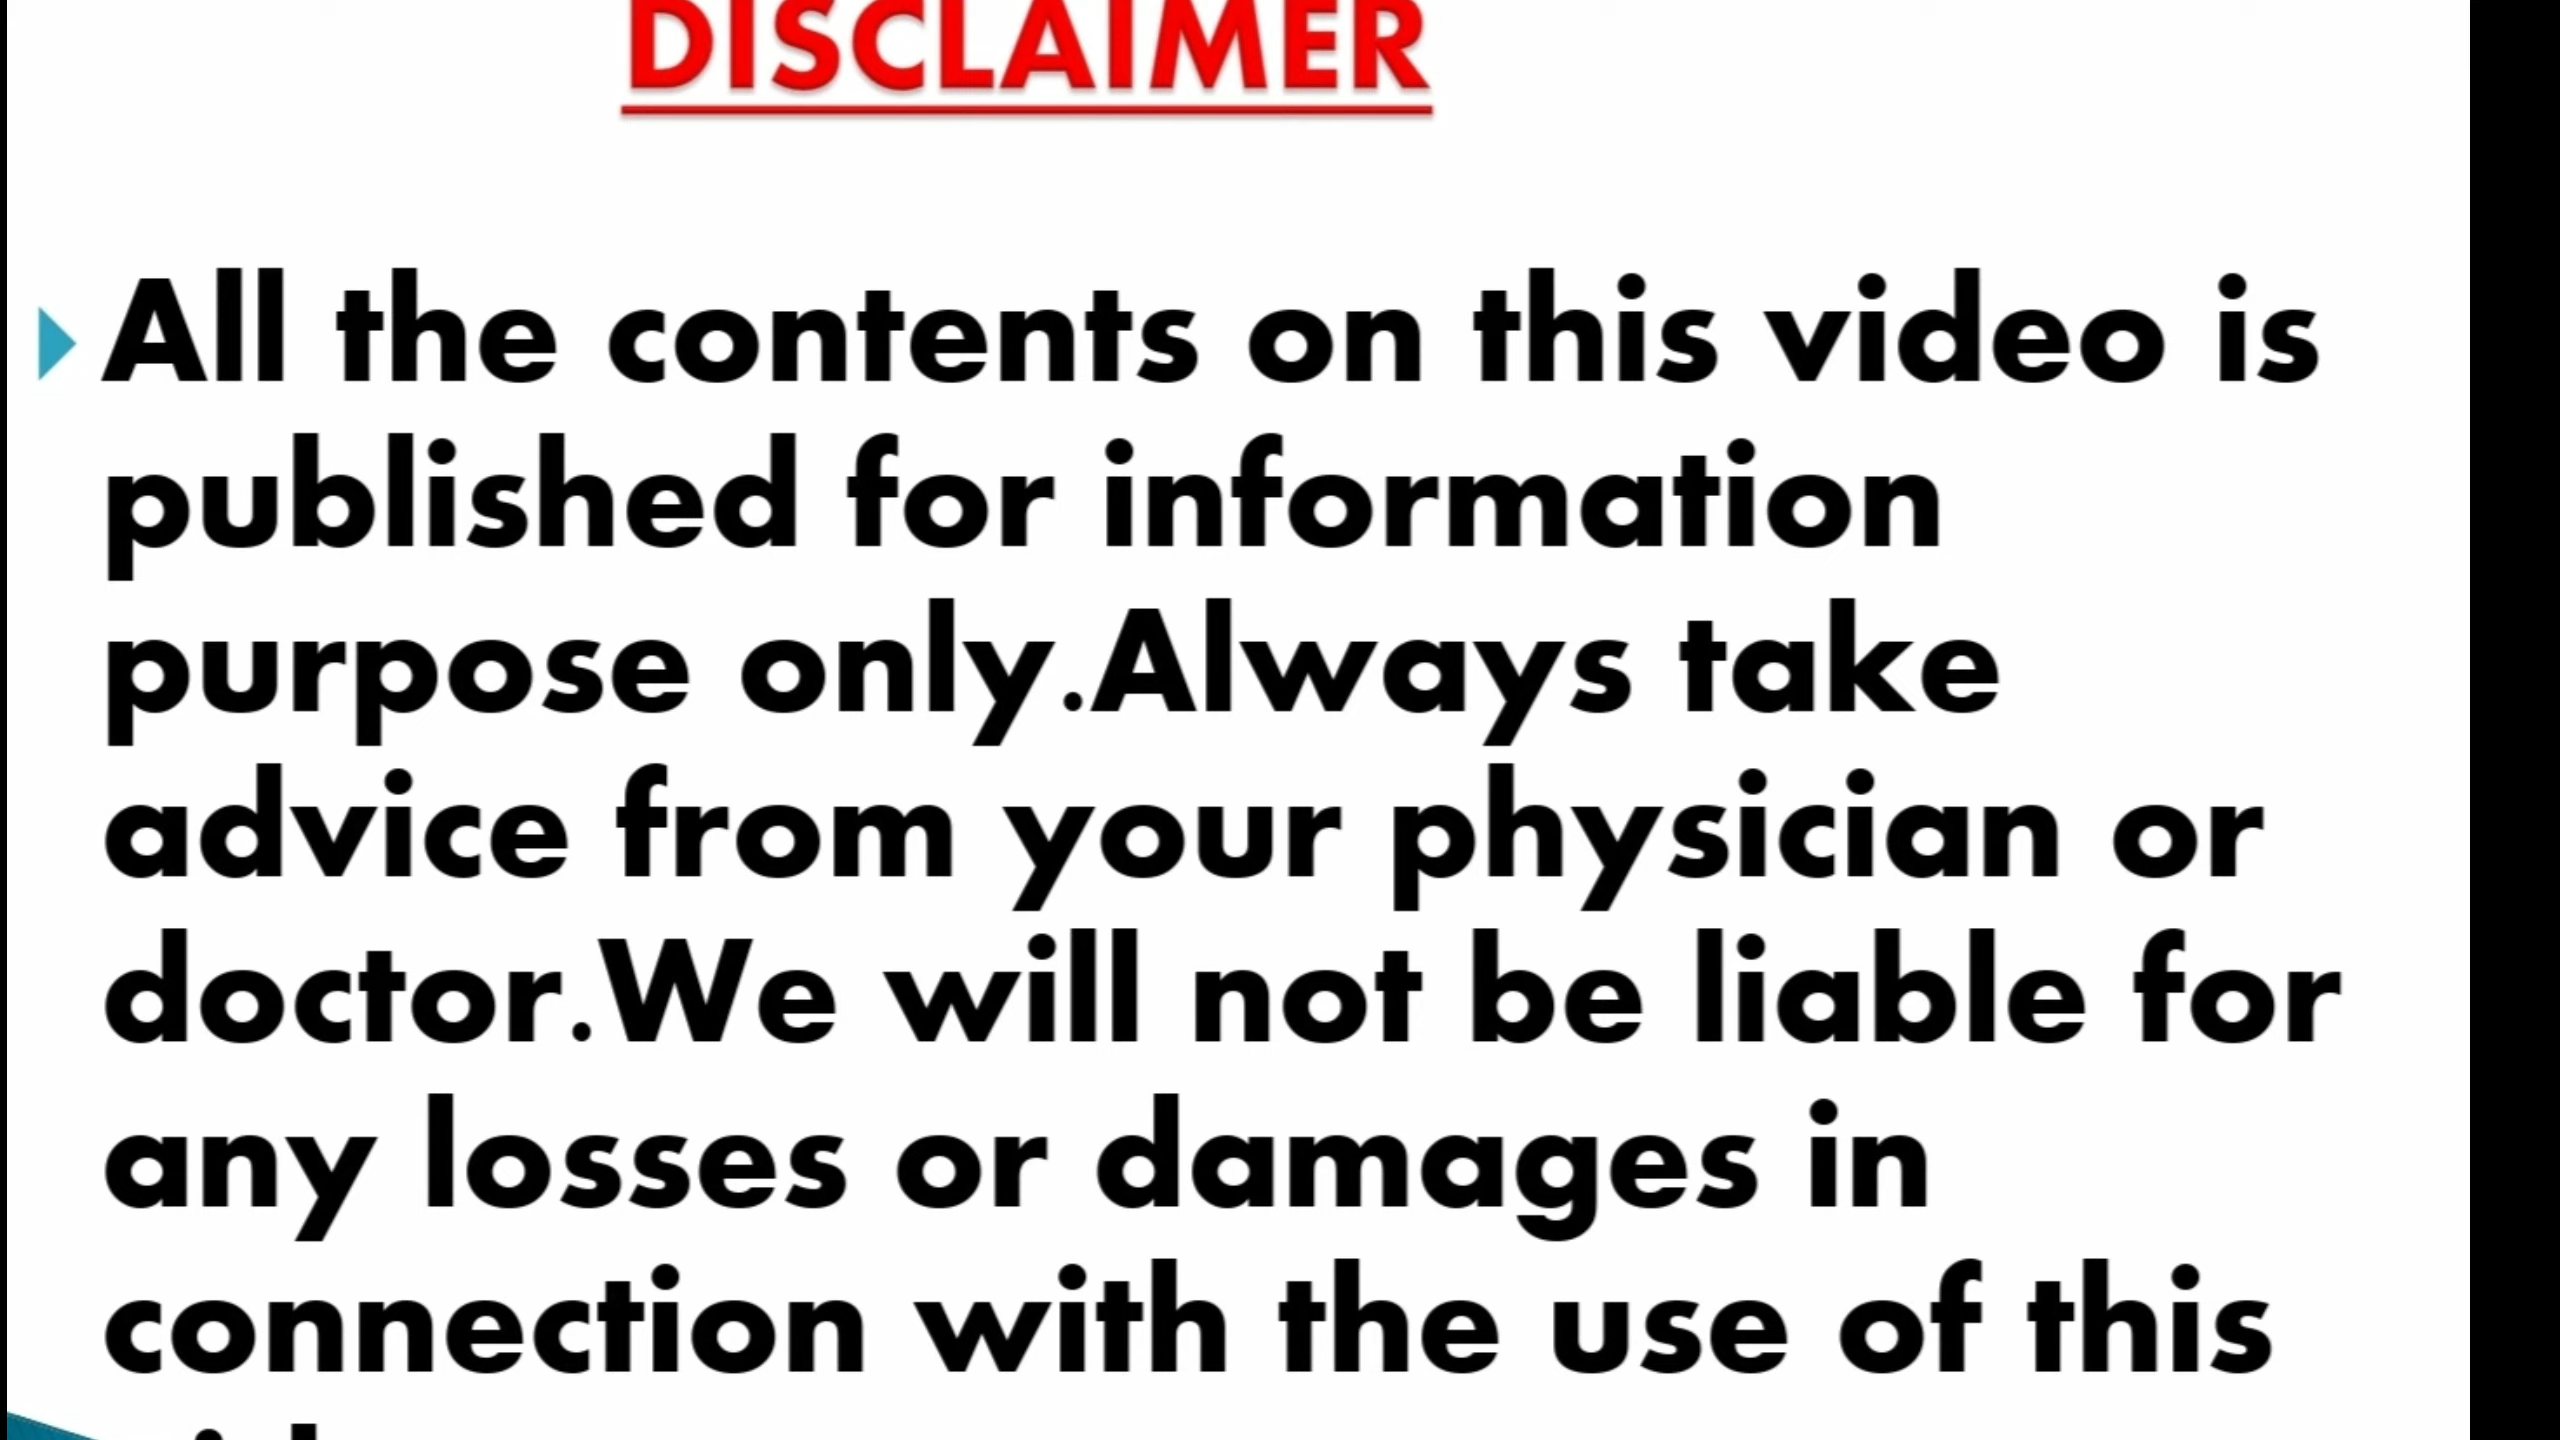 DISCLAIMER
All the contents on this video is
published for information
purpose only.Always take
advice from your physician or
doctor.We will not be liable for
any losses or damages in
connection with the use of this